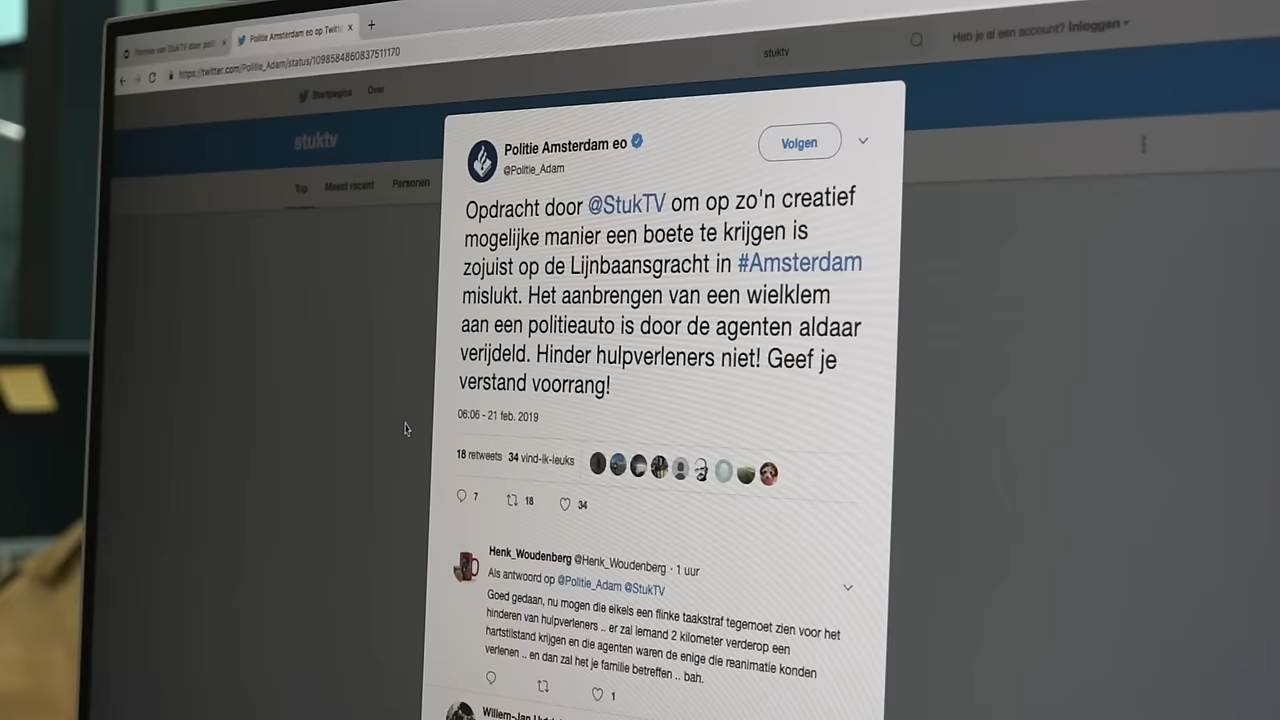 Politie Amsterdam eo op Twitt
https://twitter.com/Politie_Adam/status/1098584860837511170
stuktv
Heb je al een account? Inloggen
Startpagina Over
stuktv
Top Meest recent Personen
Politie Amsterdam eo
@Politie_Adam
Volgen
Opdracht door @StukTV om op zo'n creatief
mogelijke manier een boete te krijgen is
zojuist op de Lijnbaansgracht in #Amsterdam
mislukt. Het aanbrengen van een wielklem
aan een politieauto is door de agenten aldaar
verijdeld. Hinder hulpverleners niet! Geef je
verstand voorrang!
06:06 - 21 feb. 2019
18 retweets 34 vind-ik-leuks
7 18 34
Henk_Woudenberg @Henk_Woudenberg · 1 uur
Als antwoord op @Politie_Adam @StukTV
Goed gedaan, nu mogen die eikels een flinke taakstraf tegemoet zien voor het
hinderen van hulpverleners .. er zal iemand 2 kilometer verderop een
hartstilstand krijgen en die agenten waren de enige die reanimatie konden
verlenen .. en dan zal het je familie betreffen .. bah.
1
Willem-Jan